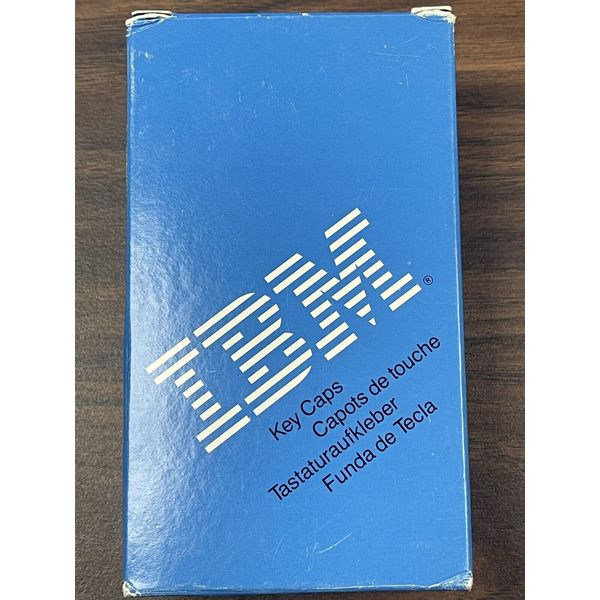 IBM®
Key Caps
Capots de touche
Tastaturaufkleber
Funda de Tecla